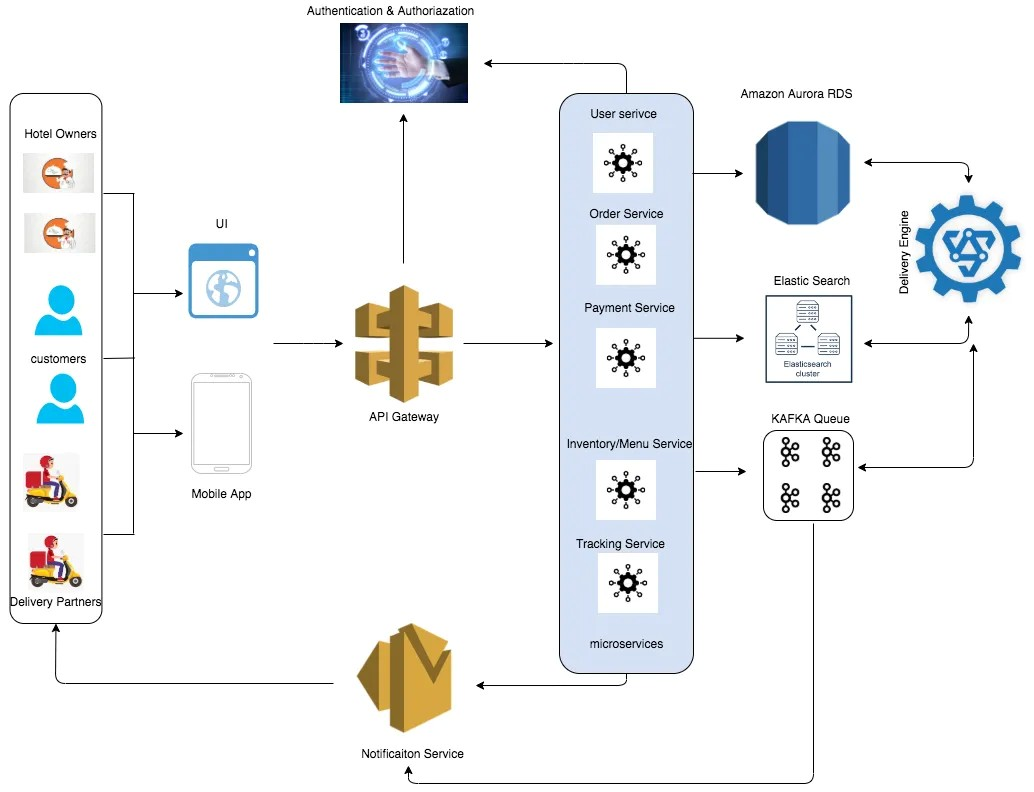 Authentication & Authoriazation
Hotel Owners
customers
Delivery Partners
UI
Mobile App
API Gateway
User serivce
Order Service
Payment Service
Inventory/Menu Service
Tracking Service
microservices
Amazon Aurora RDS
Delivery Engine
Elastic Search
Elasticsearch
cluster
KAFKA Queue
Notificaiton Service